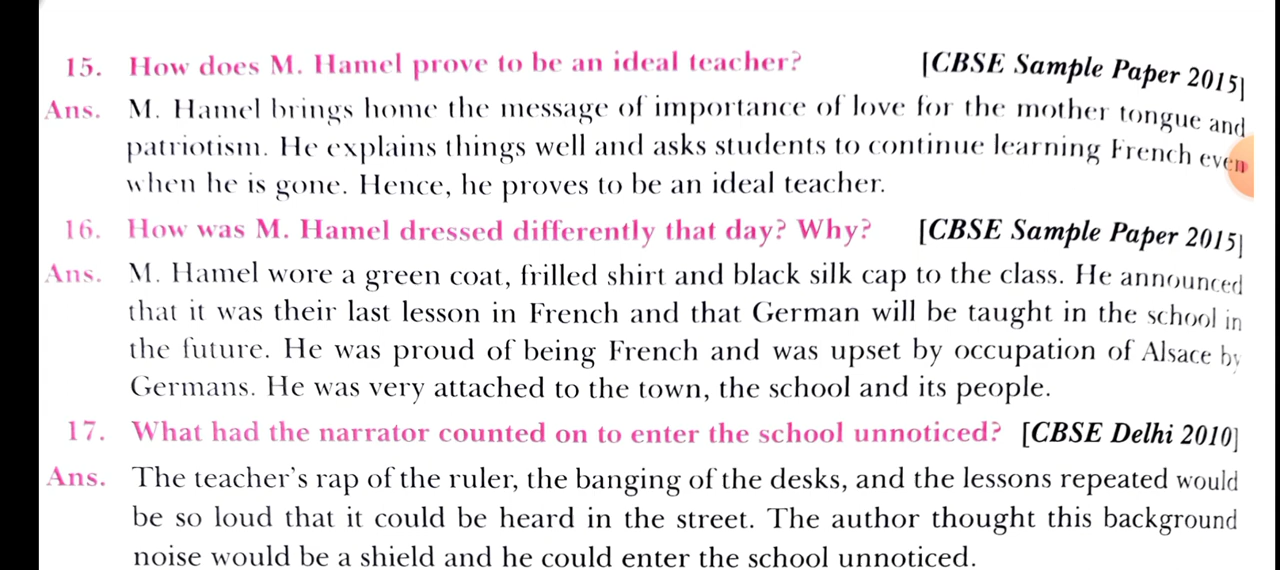 15. How does M. Hamel prove to be an ideal teacher? [CBSE Sample Paper 2015]
Ans. M. Hamel brings home the message of importance of love for the mother tongue and
patriotism. He explains things well and asks students to continue learning French even
when he is gone. Hence, he proves to be an ideal teacher.
16. How was M. Hamel dressed differently that day? Why? [CBSE Sample Paper 2015]
Ans. M. Hamel wore a green coat, frilled shirt and black silk cap to the class. He announced
that it was their last lesson in French and that German will be taught in the school in
the future. He was proud of being French and was upset by occupation of Alsace by
Germans. He was very attached to the town, the school and its people.
17. What had the narrator counted on to enter the school unnoticed? [CBSE Delhi 2010]
Ans. The teacher's rap of the ruler, the banging of the desks, and the lessons repeated would
be so loud that it could be heard in the street. The author thought this background
noise would be a shield and he could enter the school unnoticed.